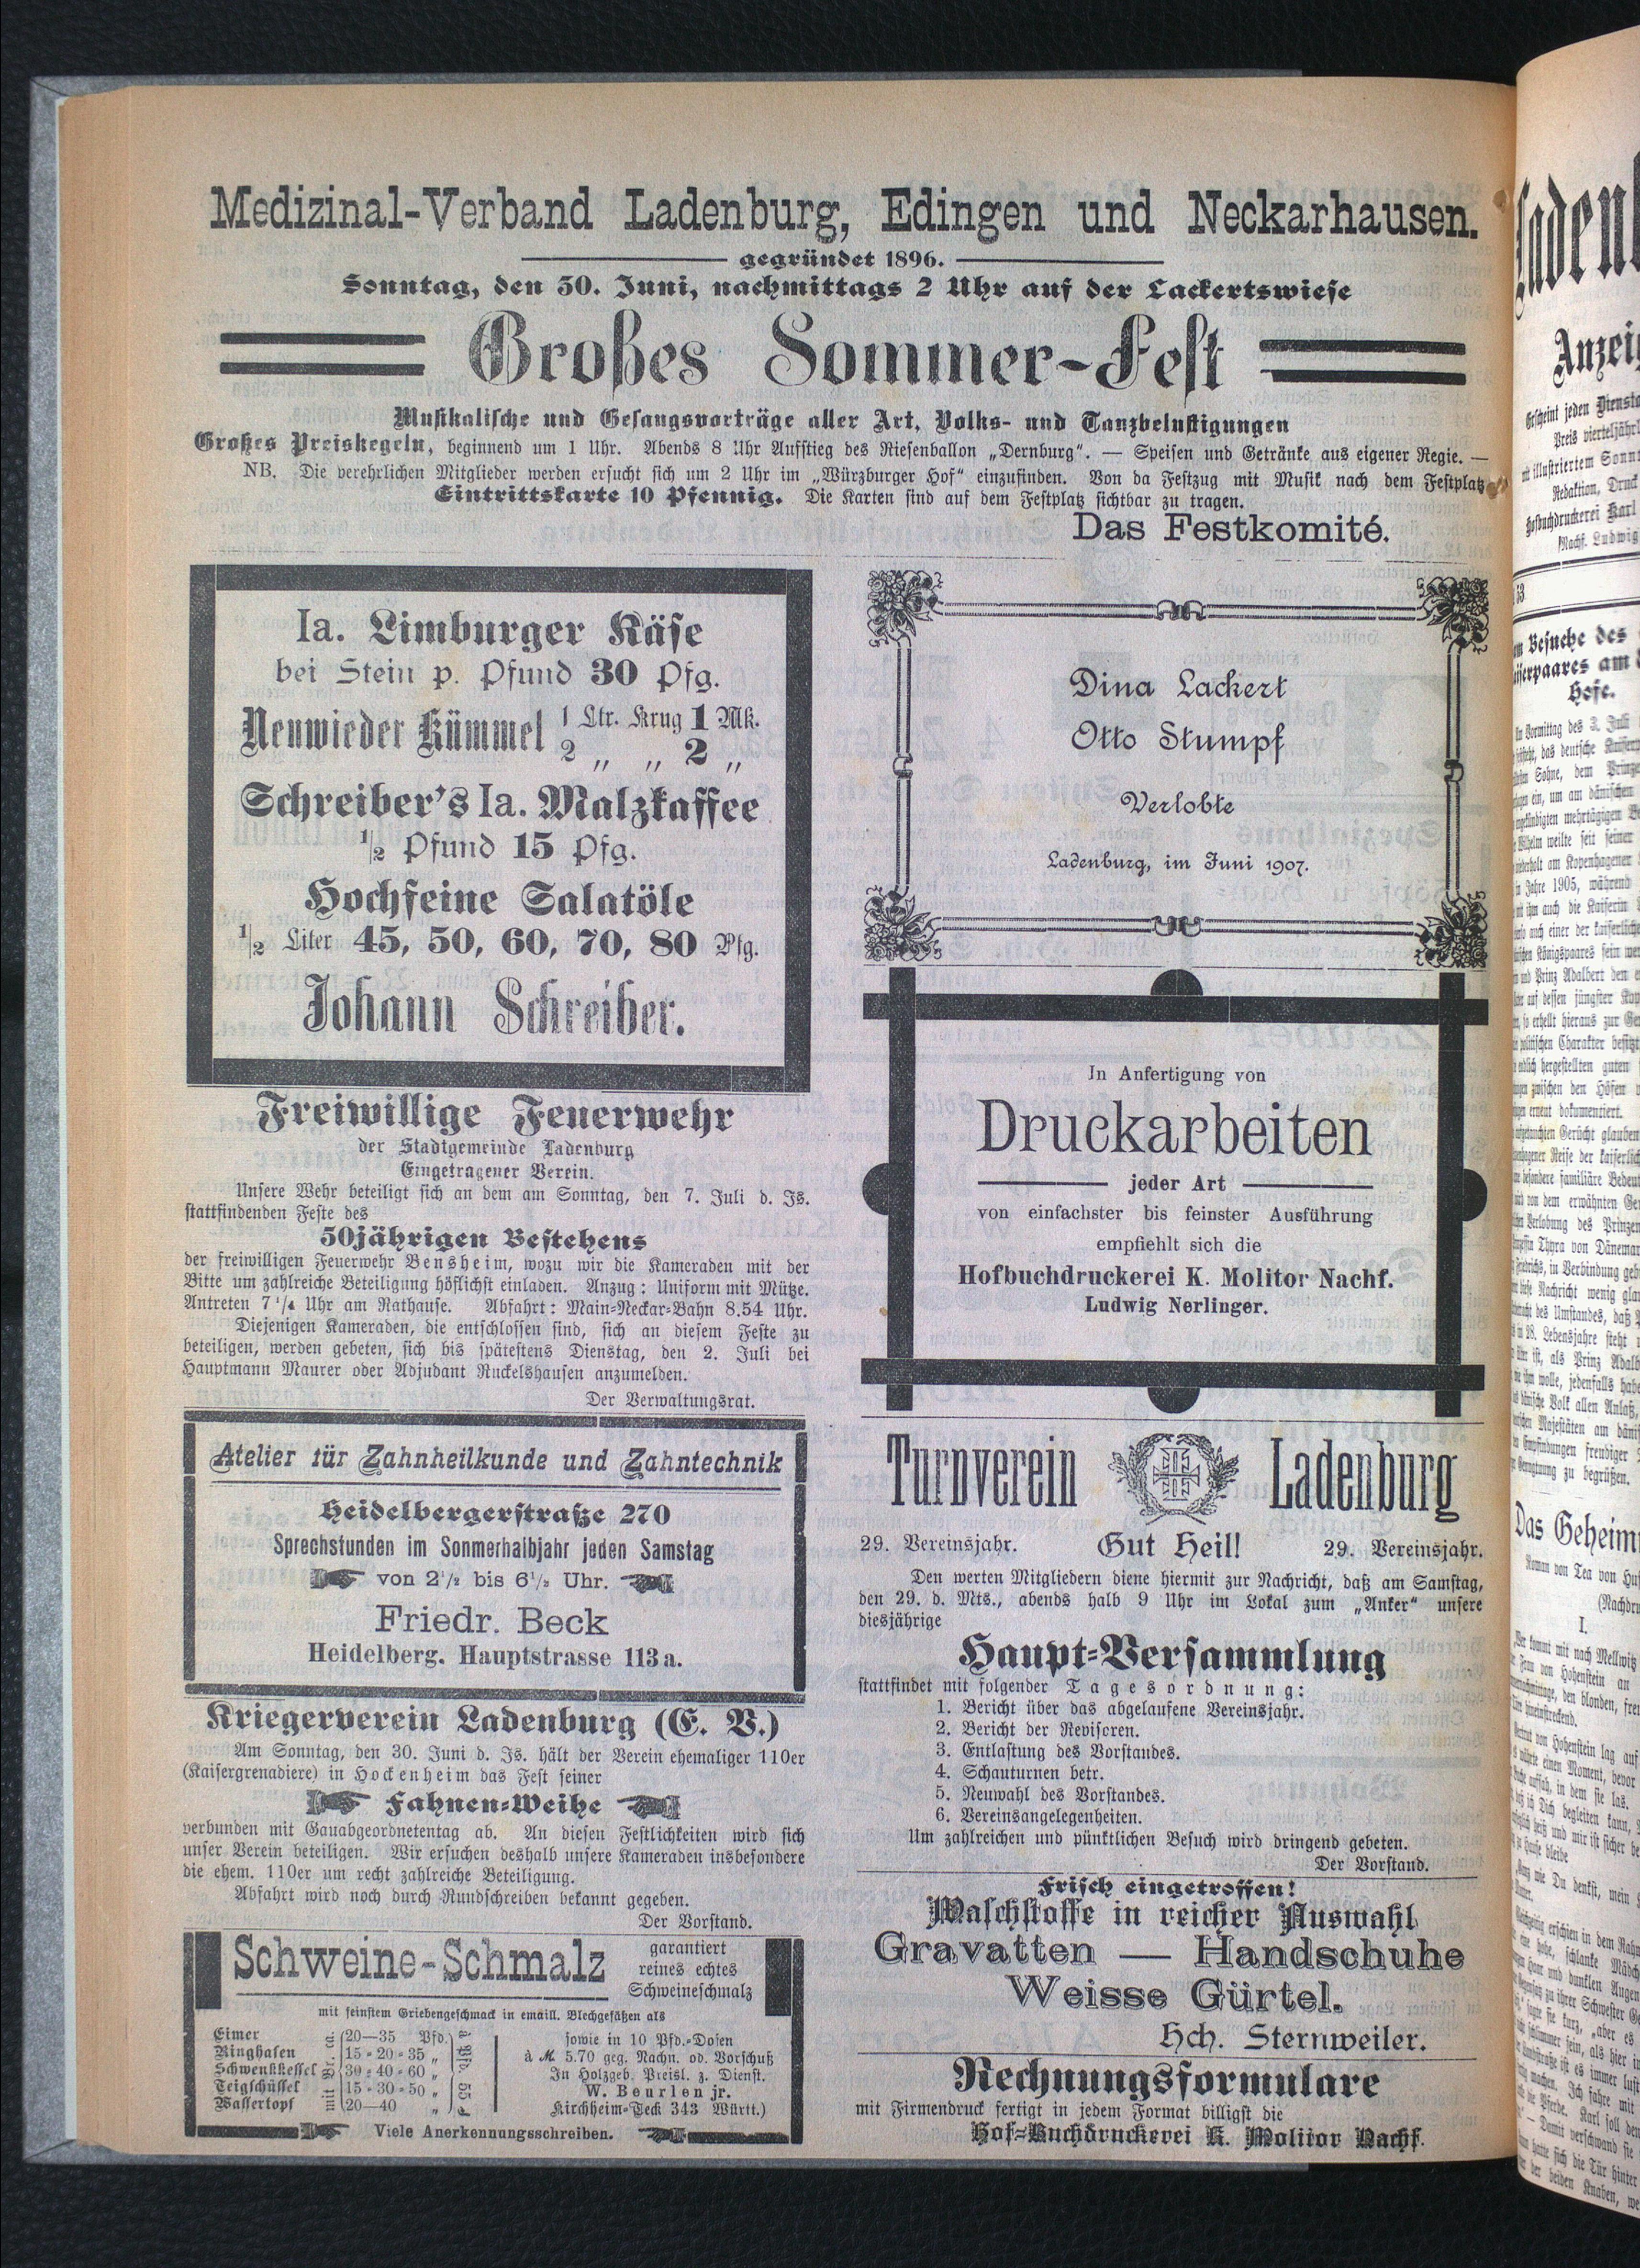 Medizinal-Verband Ladenburg, Edingen und Neckarhausen.
gegründet 1896.
Sonntag, den 30. Juni, nachmittags 2 Uhr auf der Lackertswiese
Großes Sommer-Fest
Musikalische und Gesangsvorträge aller Art, Volks- und Tanzbelustigungen
Großes Preiskegeln, beginnend um 1 Uhr. Abends 8 Uhr Aufstieg des Riesenballon „Dernburg“. — Speisen und Getränke aus eigener Regie. —
NB. Die verehrlichen Mitglieder werden ersucht sich um 2 Uhr im „Würzburger Hof“ einzufinden. Von da Festzug mit Musik nach dem Festplatz
Eintrittskarte 10 Pfennig. Die Karten sind auf dem Festplatz sichtbar zu tragen.
Das Festkomité.
Ia. Limburger Käse
bei Stein p. Pfund 30 Pfg.
Neuwieder Kümmel 1 Ltr. Krug 1 Mk.
2 „ „ 2 „
Schreiber's Ia. Malzkaffee
1/2 Pfund 15 Pfg.
Hochfeine Salatöle
1/2 Liter 45, 50, 60, 70, 80 Pfg.
Johann Schreiber.
Freiwillige Feuerwehr
der Stadtgemeinde Ladenburg
Eingetragener Verein.
Unsere Wehr beteiligt sich an dem am Sonntag, den 7. Juli d. Js.
stattfindenden Feste des
50jährigen Bestehens
der freiwilligen Feuerwehr Bensheim, wozu wir die Kameraden mit der
Bitte um zahlreiche Beteiligung höflichst einladen. Anzug: Uniform mit Mütze.
Antreten 7 1/4 Uhr am Rathause. Abfahrt: Main-Neckar-Bahn 8.54 Uhr.
Diejenigen Kameraden, die entschlossen sind, sich an diesem Feste zu
beteiligen, werden gebeten, sich bis spätestens Dienstag, den 2. Juli bei
Hauptmann Maurer oder Adjudant Ruckelshausen anzumelden.
Der Verwaltungsrat.
Atelier für Zahnheilkunde und Zahntechnik
Heidelbergerstraße 270
Sprechstunden im Sommerhalbjahr jeden Samstag
von 2 1/2 bis 6 1/2 Uhr.
Friedr. Beck
Heidelberg. Hauptstrasse 113a.
Kriegerverein Ladenburg (E. V.)
Am Sonntag, den 30. Juni d. Js. hält der Verein ehemaliger 110er
(Kaisergrenadiere) in Hockenheim das Fest seiner
Fahnen-Weihe
verbunden mit Gauabgeordnetentag ab. An diesen Festlichkeiten wird sich
unser Verein beteiligen. Wir ersuchen deshalb unsere Kameraden insbesondere
die ehem. 110er um recht zahlreiche Beteiligung.
Abfahrt wird noch durch Rundschreiben bekannt gegeben.
Der Vorstand.
Schweine-Schmalz
garantiert
reines echtes
Schweineschmalz
mit feinstem Griebengeschmack in emaill. Blechgefäßen als
Eimer 20—35 Pfd.
Ringhafen 15-20-35 „
Schwenkkessel 30-40-60 „
Teigschüssel 15-30-50 „
Wassertopf 20—40 „
sowie in 10 Pfd.-Dosen
à M. 5.70 geg. Nachn. od. Vorschuß
In Holzgeb. Preisl. z. Dienst.
W. Beurlen jr.
Kirchheim-Teck 343 Württ.)
Viele Anerkennungsschreiben.
Dina Lackert
Otto Stumpf
Verlobte
Ladenburg, im Juni 1907.
In Anfertigung von
Druckarbeiten
jeder Art
von einfachster bis feinster Ausführung
empfiehlt sich die
Hofbuchdruckerei K. Molitor Nachf.
Ludwig Nerlinger.
Turnverein Ladenburg
29. Vereinsjahr. Gut Heil! 29. Vereinsjahr.
Den werten Mitgliedern diene hiermit zur Nachricht, daß am Samstag,
den 29. d. Mts., abends halb 9 Uhr im Lokal zum „Anker“ unsere
diesjährige
Haupt-Versammlung
stattfindet mit folgender Tagesordnung:
1. Bericht über das abgelaufene Vereinsjahr.
2. Bericht der Revisoren.
3. Entlastung des Vorstandes.
4. Schauturnen betr.
5. Neuwahl des Vorstandes.
6. Vereinsangelegenheiten.
Um zahlreichen und pünktlichen Besuch wird dringend gebeten.
Der Vorstand.
Frisch eingetroffen!
Waschstoffe in reicher Auswahl
Gravatten — Handschuhe
Weisse Gürtel.
Hch. Sternweiler.
Rechnungsformulare
mit Firmendruck fertigt in jedem Format billigst die
Hof-Buchdruckerei K. Molitor Nachf.